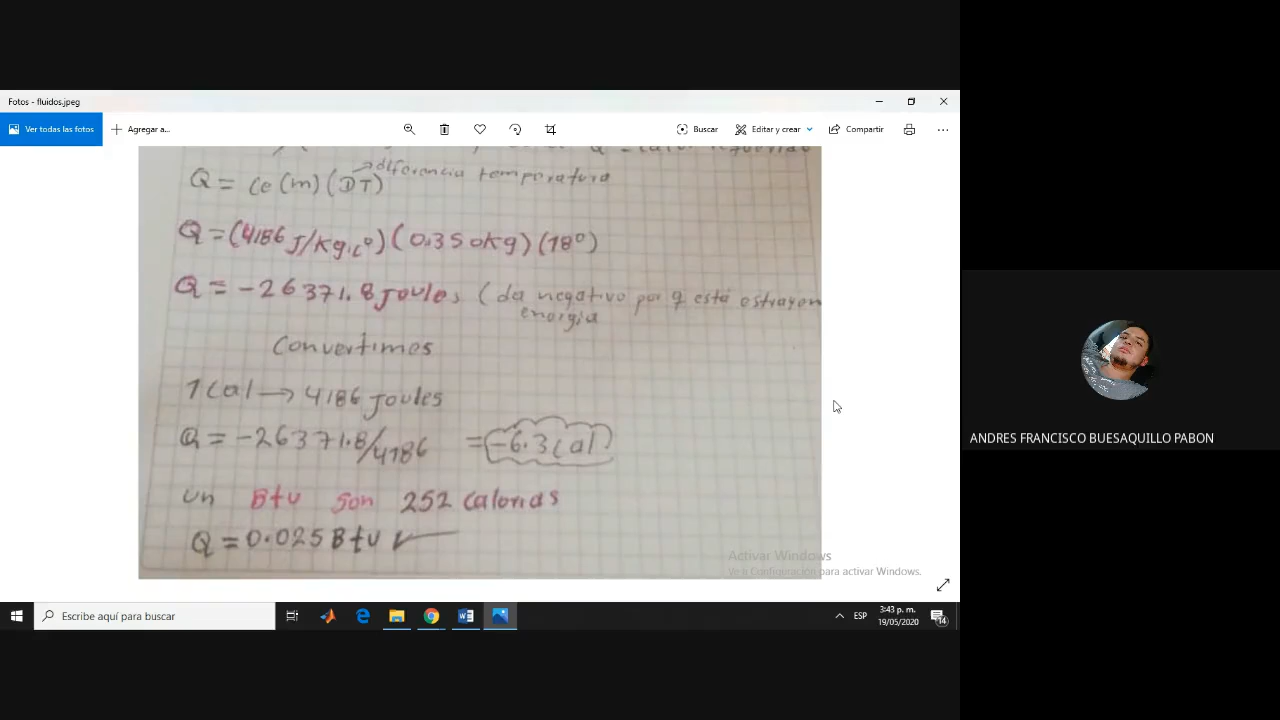 Fotos - fluidos.jpeg
Ver todas las fotos
Agregar a...
Buscar
Editar y crear
Compartir
Q =
→ diferencia temperatura
Q = Ce (m) (DT)
Q = (4186 J/Kg.c°) (0.350kg) (18°)
Q = -26371.8 Joules (da negativo por q está
energia
Convertimos
1 Cal → 4186 Joules
Q = -26371.8/4186 = -6.3 Cal
un Btu son 252 Calorias
Q = 0.025 Btu
ANDRES FRANCISCO BUESAQUILLO PABON
Activar Windows
Ve a Configuración para activar Windows.
Escribe aquí para buscar
ESP
3:43 p. m.
19/05/2020
14